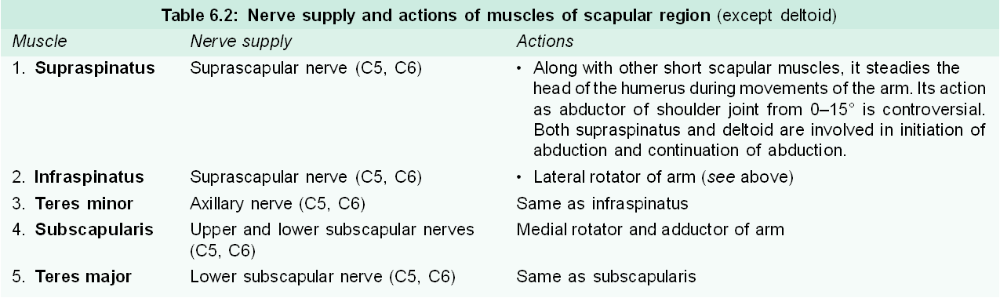 Table 6.2: Nerve supply and actions of muscles of scapular region (except deltoid)
Muscle Nerve supply Actions
1. Supraspinatus Suprascapular nerve (C5, C6) • Along with other short scapular muscles, it steadies the
head of the humerus during movements of the arm. Its action
as abductor of shoulder joint from 0–15° is controversial.
Both supraspinatus and deltoid are involved in initiation of
abduction and continuation of abduction.
2. Infraspinatus Suprascapular nerve (C5, C6) • Lateral rotator of arm (see above)
3. Teres minor Axillary nerve (C5, C6) Same as infraspinatus
4. Subscapularis Upper and lower subscapular nerves Medial rotator and adductor of arm
(C5, C6)
5. Teres major Lower subscapular nerve (C5, C6) Same as subscapularis